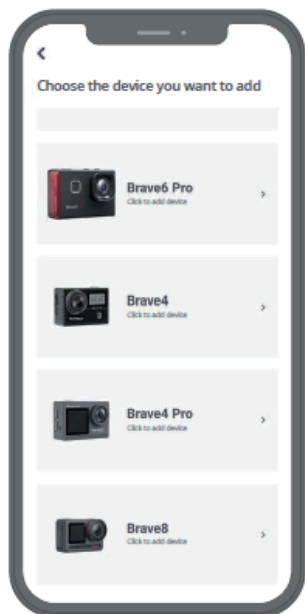 Choose the device you want to add
Brave6 Pro
Click to add device
Brave4
Click to add device
Brave4 Pro
Click to add device
Brave8
Click to add device